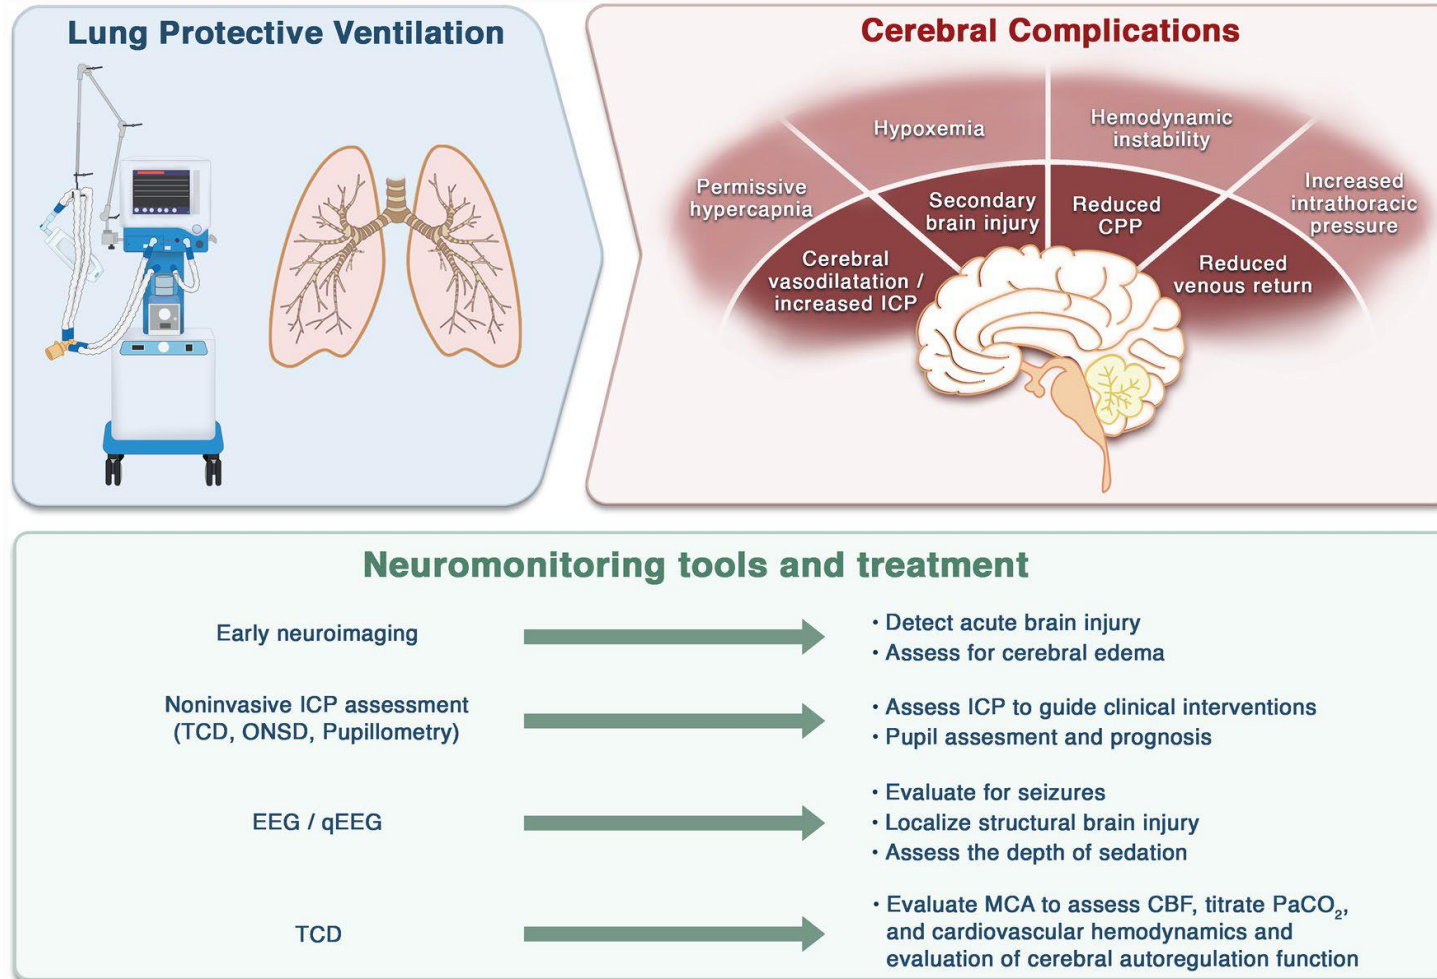 Lung Protective Ventilation
Cerebral Complications
Permissive
hypercapnia
Hypoxemia
Hemodynamic
instability
Increased
intrathoracic
pressure
Cerebral
vasodilatation /
increased ICP
Secondary
brain injury
Reduced
CPP
Reduced
venous return
Neuromonitoring tools and treatment
Early neuroimaging
• Detect acute brain injury
• Assess for cerebral edema
Noninvasive ICP assessment
(TCD, ONSD, Pupillometry)
• Assess ICP to guide clinical interventions
• Pupil assesment and prognosis
EEG / qEEG
• Evaluate for seizures
• Localize structural brain injury
• Assess the depth of sedation
TCD
• Evaluate MCA to assess CBF, titrate PaCO₂,
and cardiovascular hemodynamics and
evaluation of cerebral autoregulation function